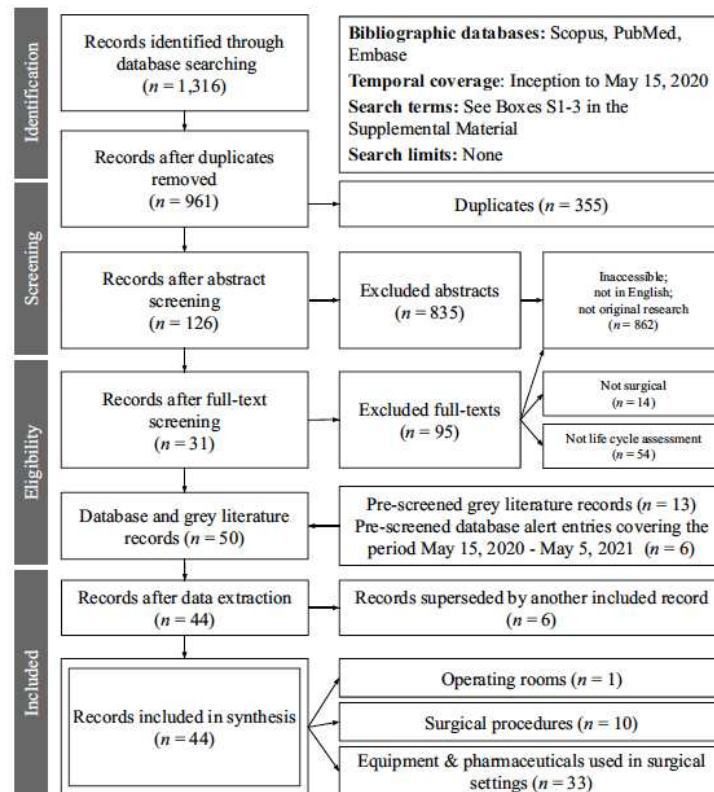 Identification
Records identified through
database searching
(n = 1,316)
Bibliographic databases: Scopus, PubMed,
Embase
Temporal coverage: Inception to May 15, 2020
Search terms: See Boxes S1-3 in the
Supplemental Material
Search limits: None
Records after duplicates
removed
(n = 961)
Duplicates (n = 355)
Screening
Records after abstract
screening
(n = 126)
Excluded abstracts
(n = 835)
Inaccessible;
not in English;
not original research
(n = 862)
Eligibility
Records after full-text
screening
(n = 31)
Excluded full-texts
(n = 95)
Not surgical
(n = 14)
Not life cycle assessment
(n = 54)
Database and grey literature
records (n = 50)
Pre-screened grey literature records (n = 13)
Pre-screened database alert entries covering the
period May 15, 2020 - May 5, 2021 (n = 6)
Included
Records after data extraction
(n = 44)
Records superseded by another included record
(n = 6)
Records included in synthesis
(n = 44)
Operating rooms (n = 1)
Surgical procedures (n = 10)
Equipment & pharmaceuticals used in surgical
settings (n = 33)